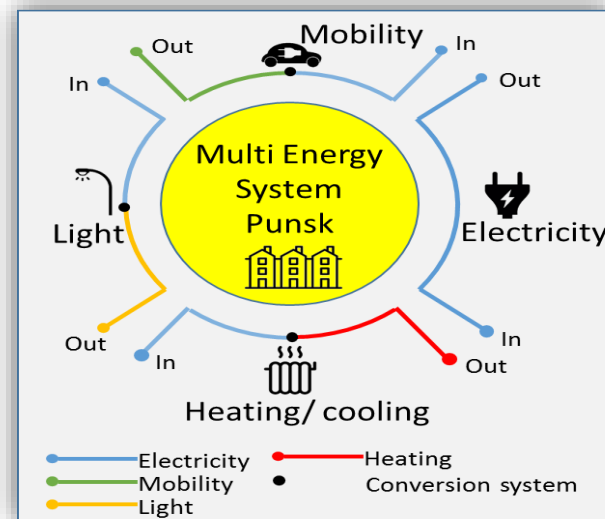 Mobility
Out
In
In
Out
Multi Energy
System
Punsk
Light
Electricity
Out
In
In
Out
Heating/ cooling
Electricity
Heating
Mobility
Conversion system
Light